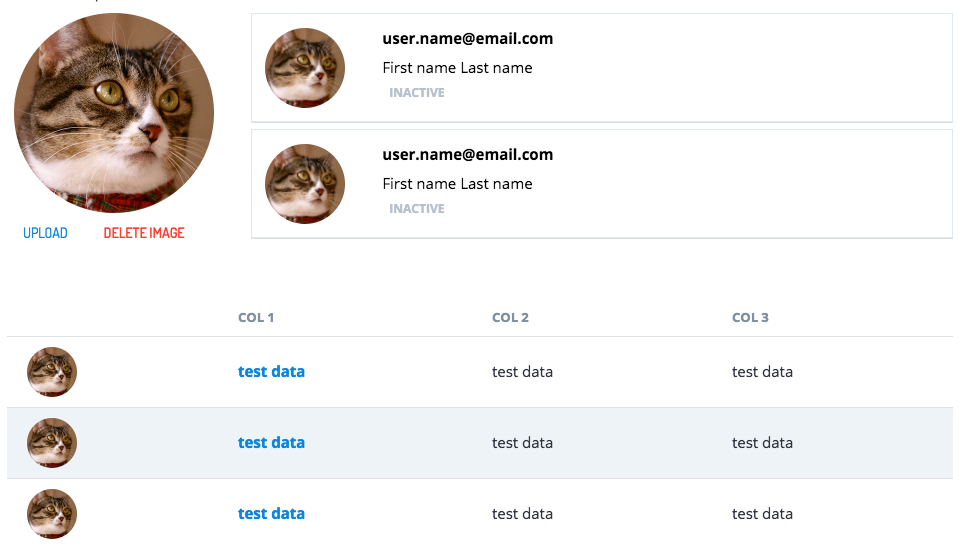 user.name@email.com
First name Last name
INACTIVE
user.name@email.com
First name Last name
INACTIVE
UPLOAD DELETE IMAGE
COL 1 COL 2 COL 3
test data test data test data
test data test data test data
test data test data test data